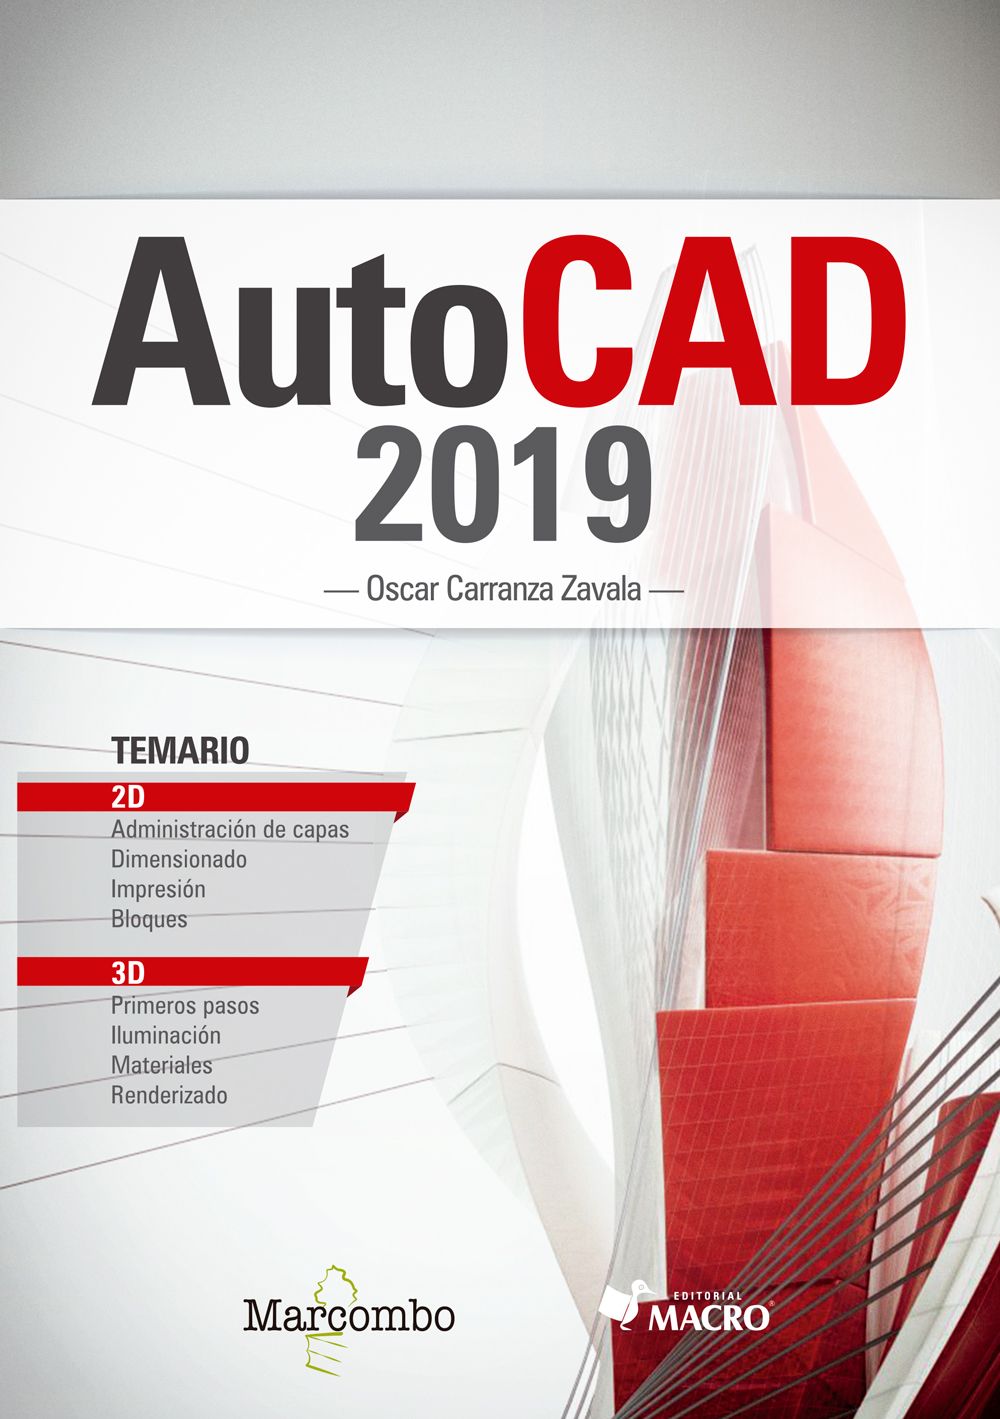 AutoCAD
2019
— Oscar Carranza Zavala —
TEMARIO
2D
Administración de capas
Dimensionado
Impresión
Bloques
3D
Primeros pasos
Iluminación
Materiales
Renderizado
Marcombo
EDITORIAL
MACRO®